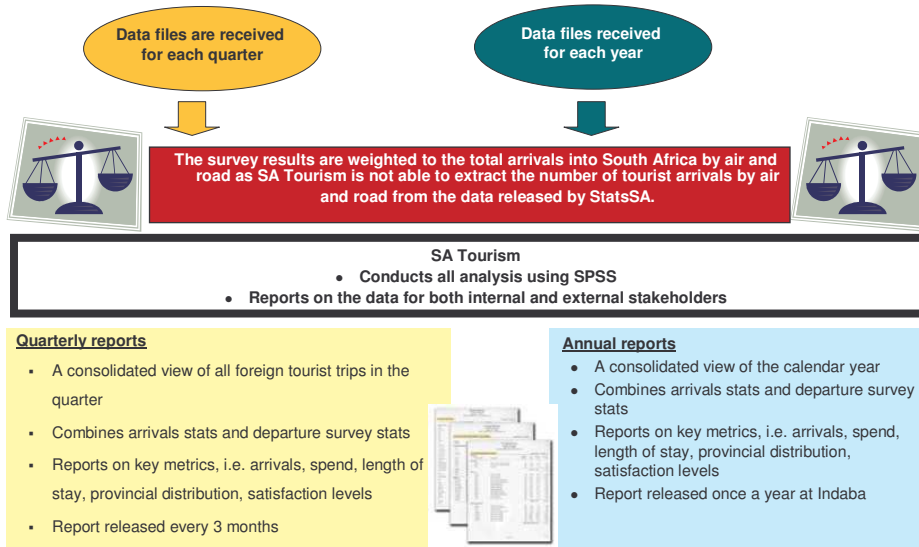 Data files are received
for each quarter
Data files received
for each year
The survey results are weighted to the total arrivals into South Africa by air and
road as SA Tourism is not able to extract the number of tourist arrivals by air
and road from the data released by StatsSA.
SA Tourism
● Conducts all analysis using SPSS
● Reports on the data for both internal and external stakeholders
Quarterly reports
▪ A consolidated view of all foreign tourist trips in the
quarter
▪ Combines arrivals stats and departure survey stats
▪ Reports on key metrics, i.e. arrivals, spend, length of
stay, provincial distribution, satisfaction levels
▪ Report released every 3 months
Annual reports
● A consolidated view of the calendar year
● Combines arrivals stats and departure survey
stats
● Reports on key metrics, i.e. arrivals, spend,
length of stay, provincial distribution,
satisfaction levels
● Report released once a year at Indaba